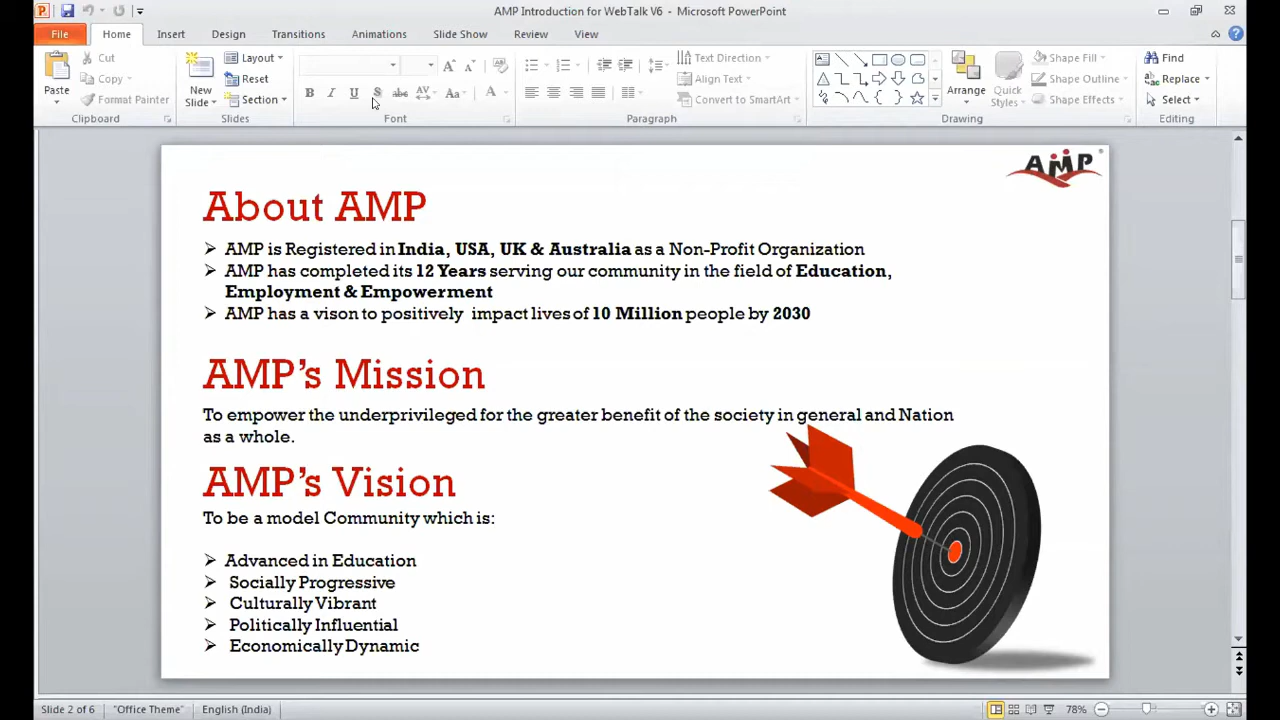 AMP Introduction for WebTalk V6 - Microsoft PowerPoint
File Home Insert Design Transitions Animations Slide Show Review View
Paste
Cut
Copy
Format Painter
Clipboard
New
Slide
Layout
Reset
Section
Slides
B I U S abc AV Aa A
Font
Text Direction
Align Text
Convert to SmartArt
Paragraph
Arrange
Quick
Styles
Shape Fill
Shape Outline
Shape Effects
Drawing
Find
Replace
Select
Editing
AMP
About AMP
AMP is Registered in India, USA, UK & Australia as a Non-Profit Organization
AMP has completed its 12 Years serving our community in the field of Education,
Employment & Empowerment
AMP has a vison to positively impact lives of 10 Million people by 2030
AMP's Mission
To empower the underprivileged for the greater benefit of the society in general and Nation
as a whole.
AMP's Vision
To be a model Community which is:
Advanced in Education
Socially Progressive
Culturally Vibrant
Politically Influential
Economically Dynamic
Slide 2 of 6 "Office Theme" English (India) 78%